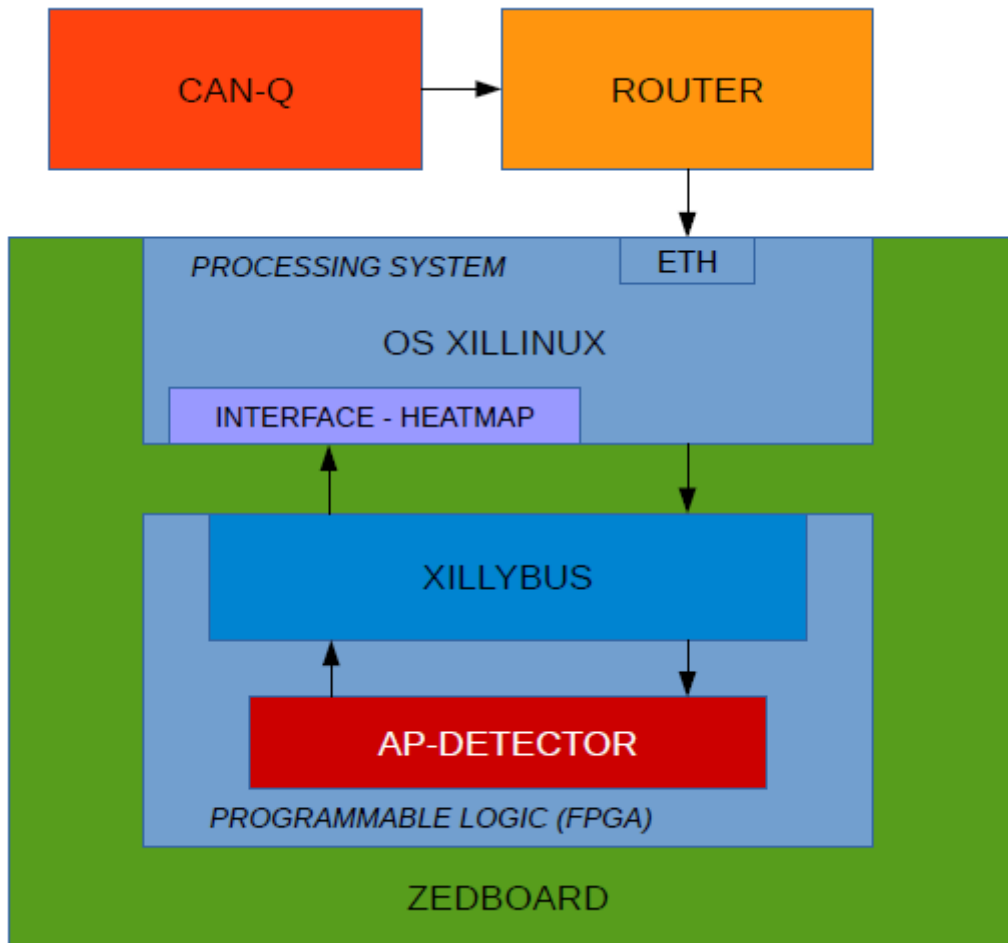 CAN-Q
ROUTER
PROCESSING SYSTEM
ETH
OS XILLINUX
INTERFACE - HEATMAP
XILLYBUS
AP-DETECTOR
PROGRAMMABLE LOGIC (FPGA)
ZEDBOARD